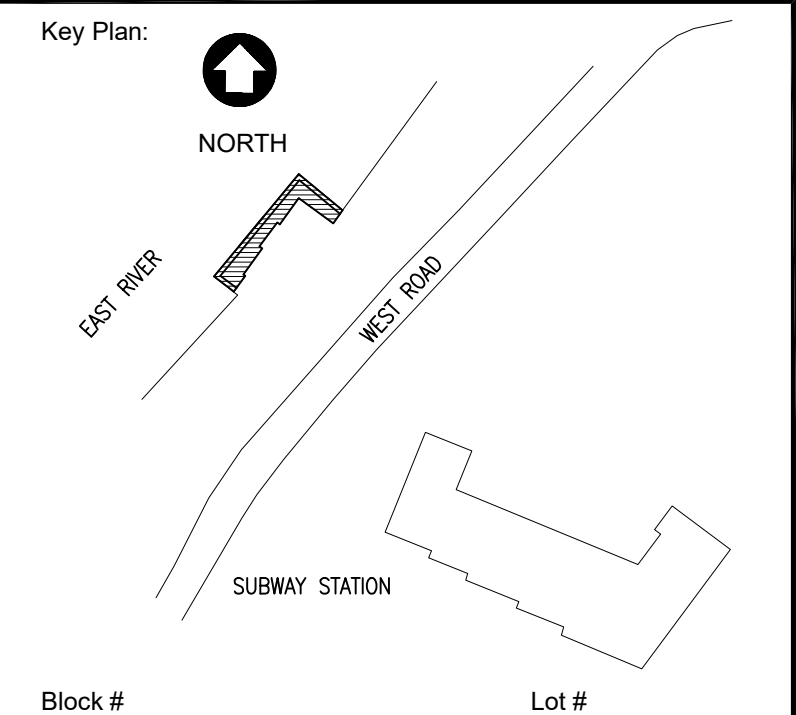 Key Plan:
NORTH
EAST RIVER
WEST ROAD
SUBWAY STATION
Block #
Lot #